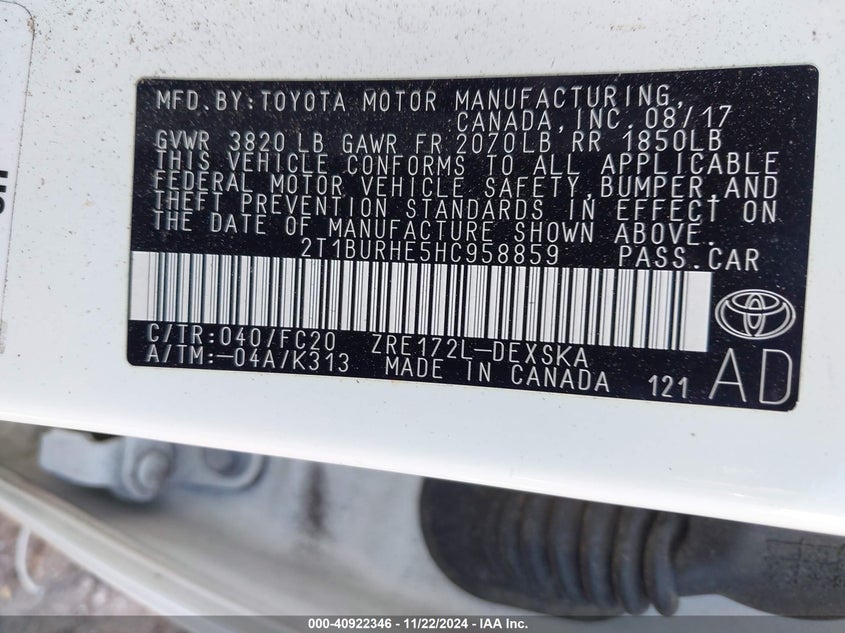 MFD. BY: TOYOTA MOTOR MANUFACTURING,
CANADA, INC. 08/17
GVWR 3820 LB GAWR FR 2070LB, RR 1850LB
THIS VEHICLE CONFORMS TO ALL APPLICABLE
FEDERAL MOTOR VEHICLE SAFETY, BUMPER, AND
THEFT PREVENTION STANDARDS IN EFFECT ON
THE DATE OF MANUFACTURE SHOWN ABOVE.
2T1BURHE5HC958859 PASS. CAR
C/TR: 040/FC20 ZRE172L-DEXSKA
A/TM:-04A/K313 MADE IN CANADA 121 AD
000-40922346 - 11/22/2024 - IAA Inc.